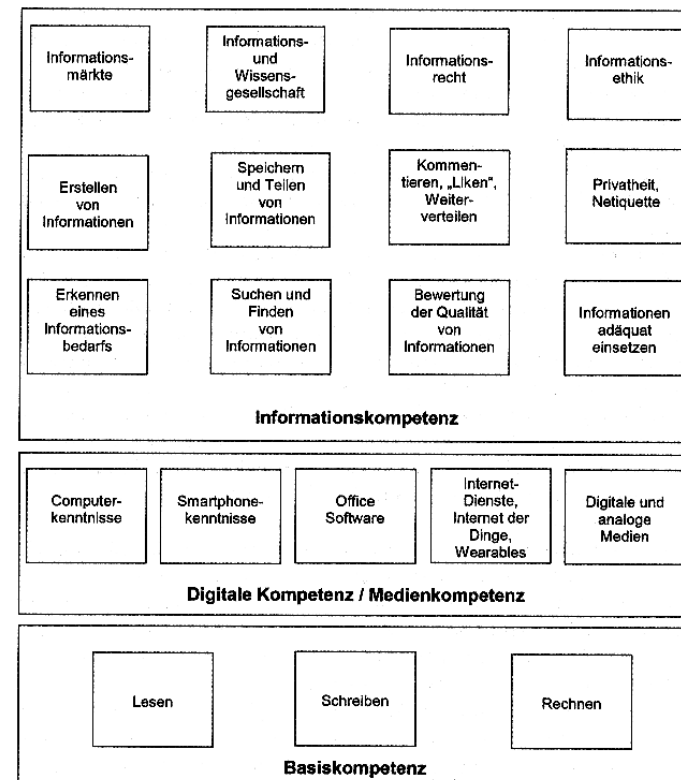 Informations-
märkte
Informations-
und
Wissens-
gesellschaft
Informations-
recht
Informations-
ethik
Erstellen
von
Informationen
Speichern
und Teilen
von
Informationen
Kommen-
tieren, „Liken“,
Weiter-
verteilen
Privatheit,
Netiquette
Erkennen
eines
Informations-
bedarfs
Suchen und
Finden
von
Informationen
Bewertung
der Qualität
von
Informationen
Informationen
adäquat
einsetzen
Informationskompetenz
Computer-
kenntnisse
Smartphone-
kenntnisse
Office
Software
Internet-
Dienste,
Internet der
Dinge,
Wearables
Digitale und
analoge
Medien
Digitale Kompetenz / Medienkompetenz
Lesen
Schreiben
Rechnen
Basiskompetenz